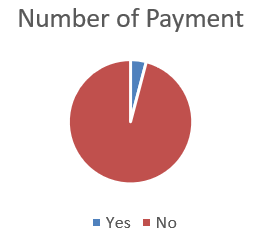 Number of Payment
Yes No